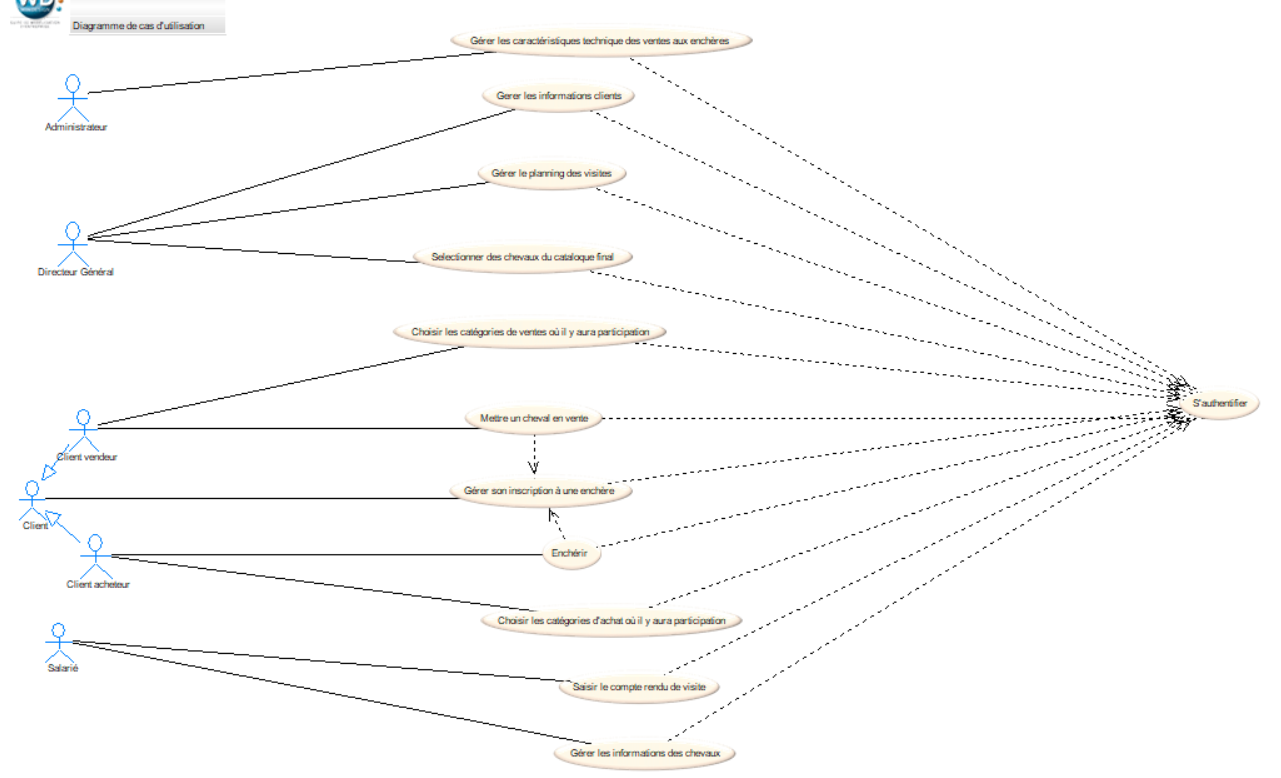 WD!
Diagramme de cas d'utilisation
Gérer les caractéristiques technique des ventes aux enchères
Administrateur
Gerer les informations clients
Gérer le planning des visites
Directeur Général
Selectionner des chevaux du cataloque final
Choisir les catégories de ventes où il y aura participation
S'authentifier
Mettre un cheval en vente
Client vendeur
Gérer son inscription à une enchère
Client
Enchérir
Client acheteur
Choisir les catégories d'achat où il y aura participation
Salarié
Saisir le compte rendu de visite
Gérer les informations des chevaux